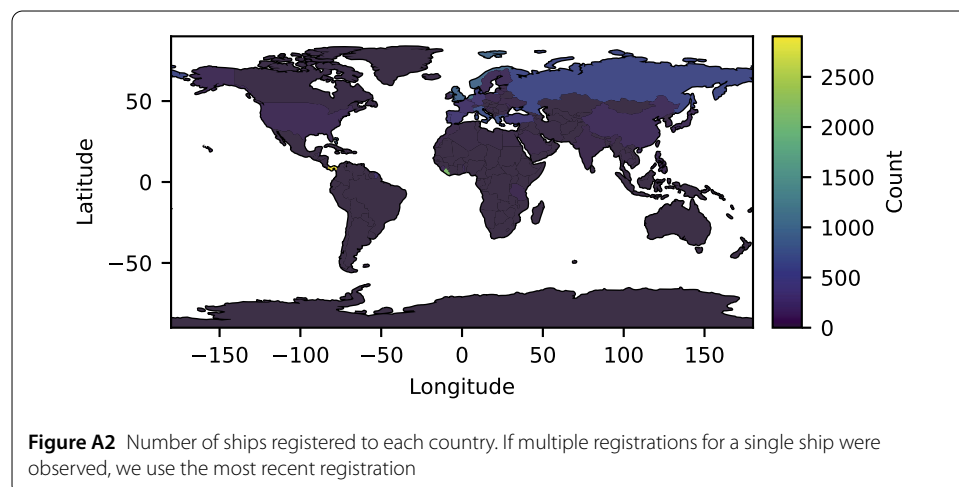 50
0
−50
Latitude
−150 −100 −50 0 50 100 150
Longitude
2500
2000
1500
1000
500
0
Count
Figure A2 Number of ships registered to each country. If multiple registrations for a single ship were
observed, we use the most recent registration